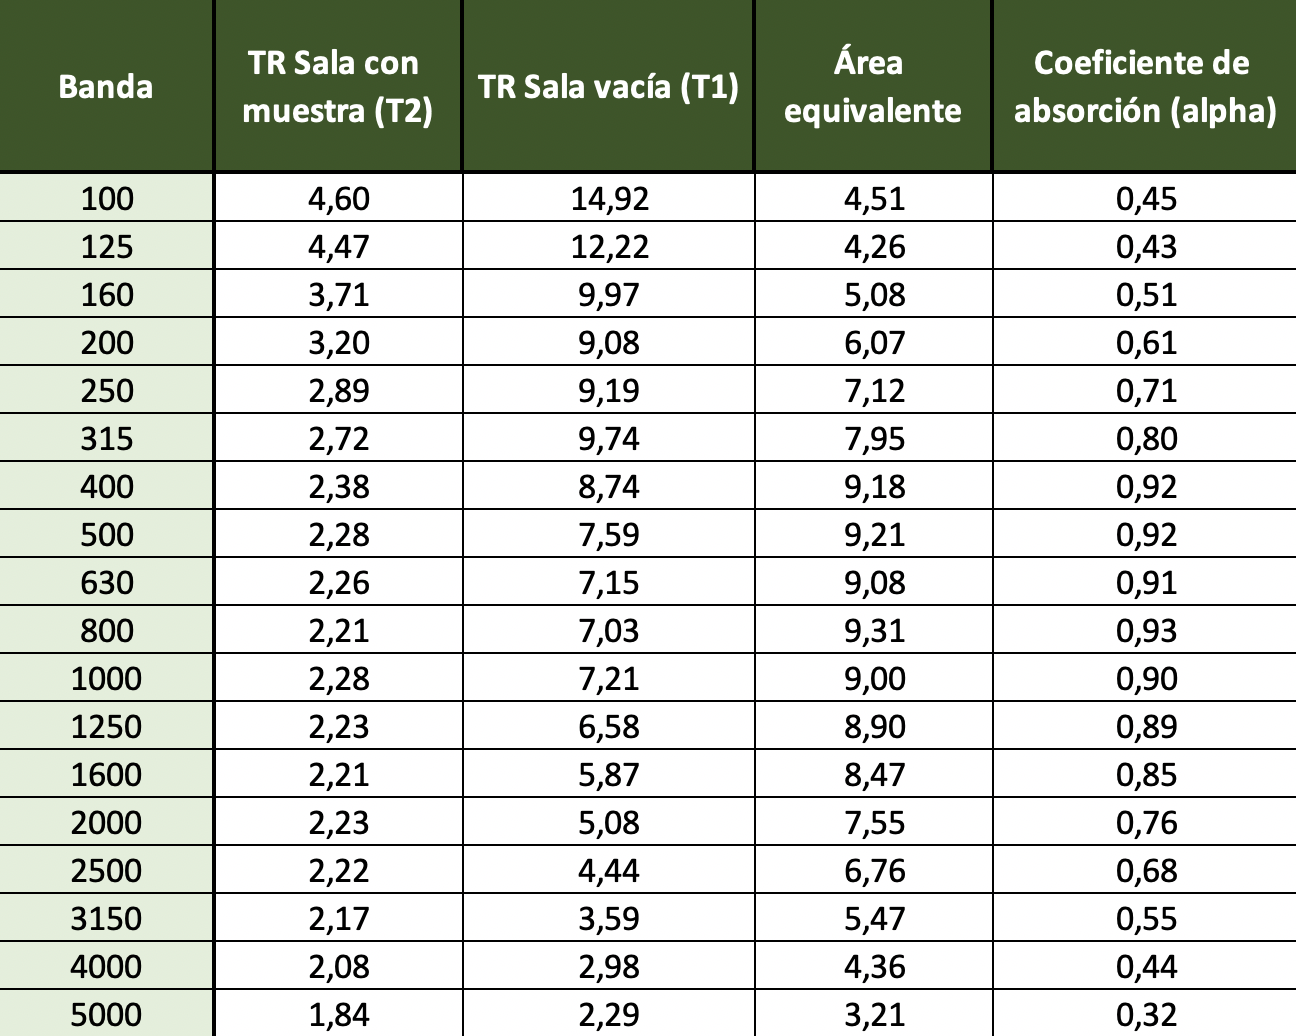 Banda TR Sala con muestra (T2) TR Sala vacía (T1) Área equivalente Coeficiente de absorción (alpha)
100 4,60 14,92 4,51 0,45
125 4,47 12,22 4,26 0,43
160 3,71 9,97 5,08 0,51
200 3,20 9,08 6,07 0,61
250 2,89 9,19 7,12 0,71
315 2,72 9,74 7,95 0,80
400 2,38 8,74 9,18 0,92
500 2,28 7,59 9,21 0,92
630 2,26 7,15 9,08 0,91
800 2,21 7,03 9,31 0,93
1000 2,28 7,21 9,00 0,90
1250 2,23 6,58 8,90 0,89
1600 2,21 5,87 8,47 0,85
2000 2,23 5,08 7,55 0,76
2500 2,22 4,44 6,76 0,68
3150 2,17 3,59 5,47 0,55
4000 2,08 2,98 4,36 0,44
5000 1,84 2,29 3,21 0,32